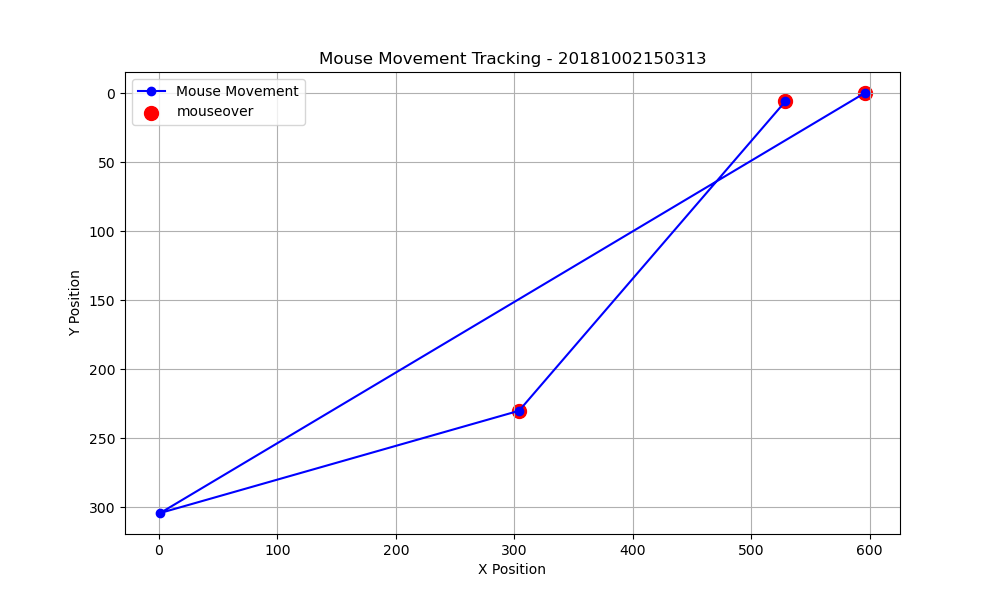 Mouse Movement Tracking - 20181002150313
Mouse Movement
mouseover
Y Position
0
50
100
150
200
250
300
0 100 200 300 400 500 600
X Position